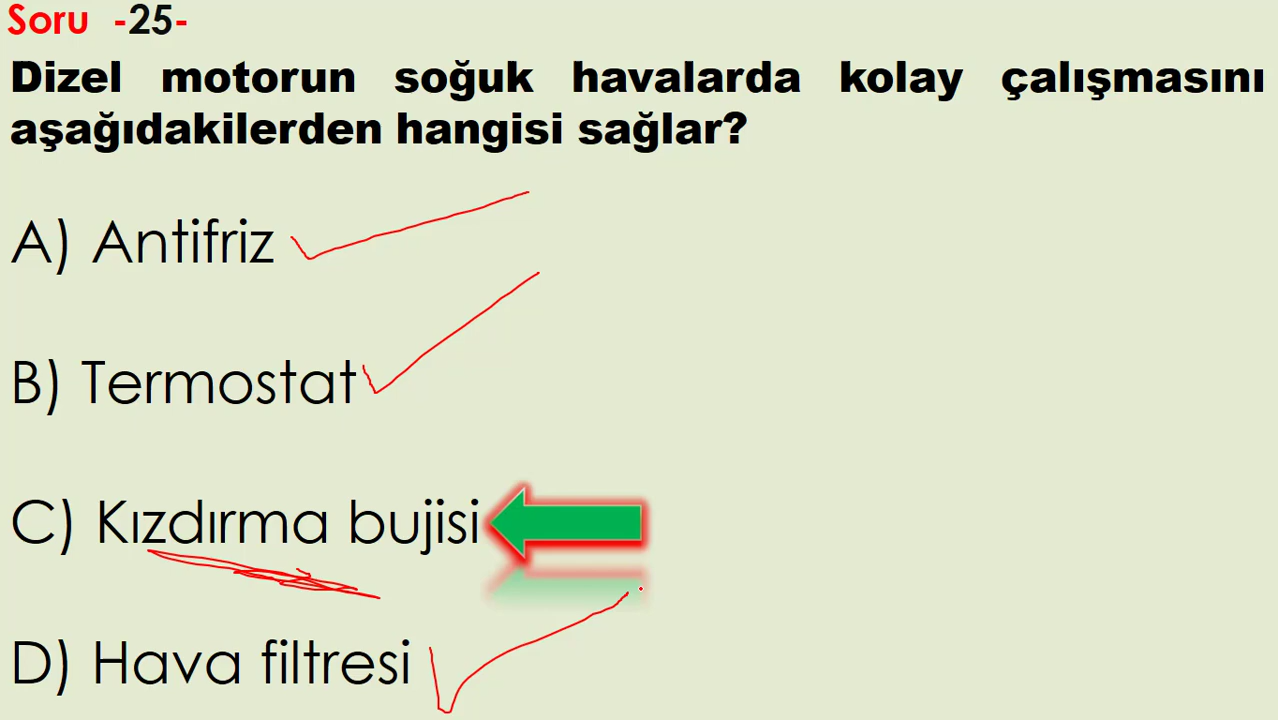 Soru -25-
Dizel motorun soğuk havalarda kolay çalışmasını
aşağıdakilerden hangisi sağlar?
A) Antifriz
B) Termostat
C) Kızdırma bujisi
D) Hava filtresi